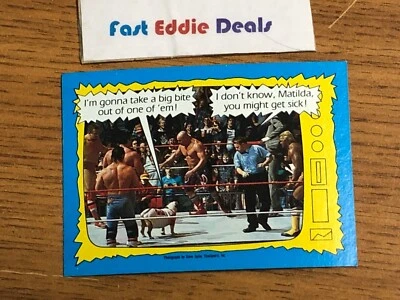 Fast Eddie Deals
I'm gonna take a big bite
out of one of 'em!
I don't know, Matilda,
you might get sick!